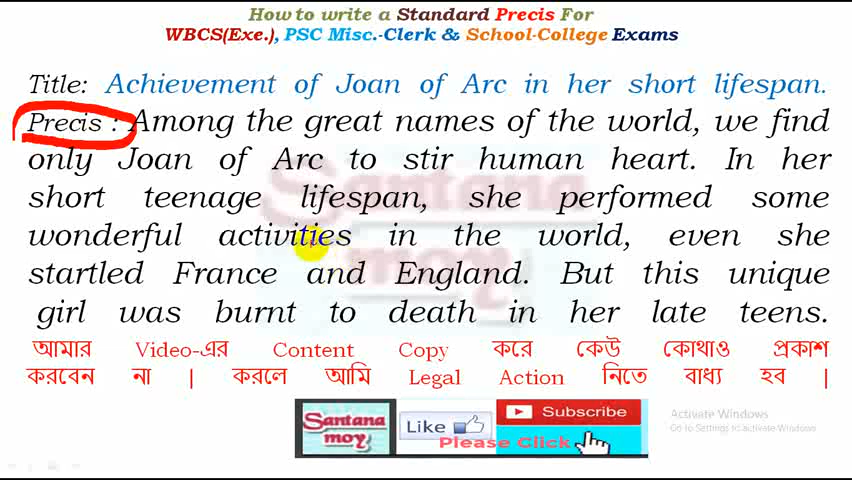 How to write a Standard Precis For
WBCS(Exe.), PSC Misc.-Clerk & School-College Exams
Title: Achievement of Joan of Arc in her short lifespan.
Precis : Among the great names of the world, we find
only Joan of Arc to stir human heart. In her
short teenage lifespan, she performed some
wonderful activities in the world, even she
startled France and England. But this unique
girl was burnt to death in her late teens.
আমার Video-এর Content Copy করে কেউ কোথাও প্রকাশ
করবেন না | করলে আমি Legal Action নিতে বাধ্য হব |
Santana moy
Like
Subscribe
Please Click
Activate Windows
Go to Settings to activate Windows
Santana
moy